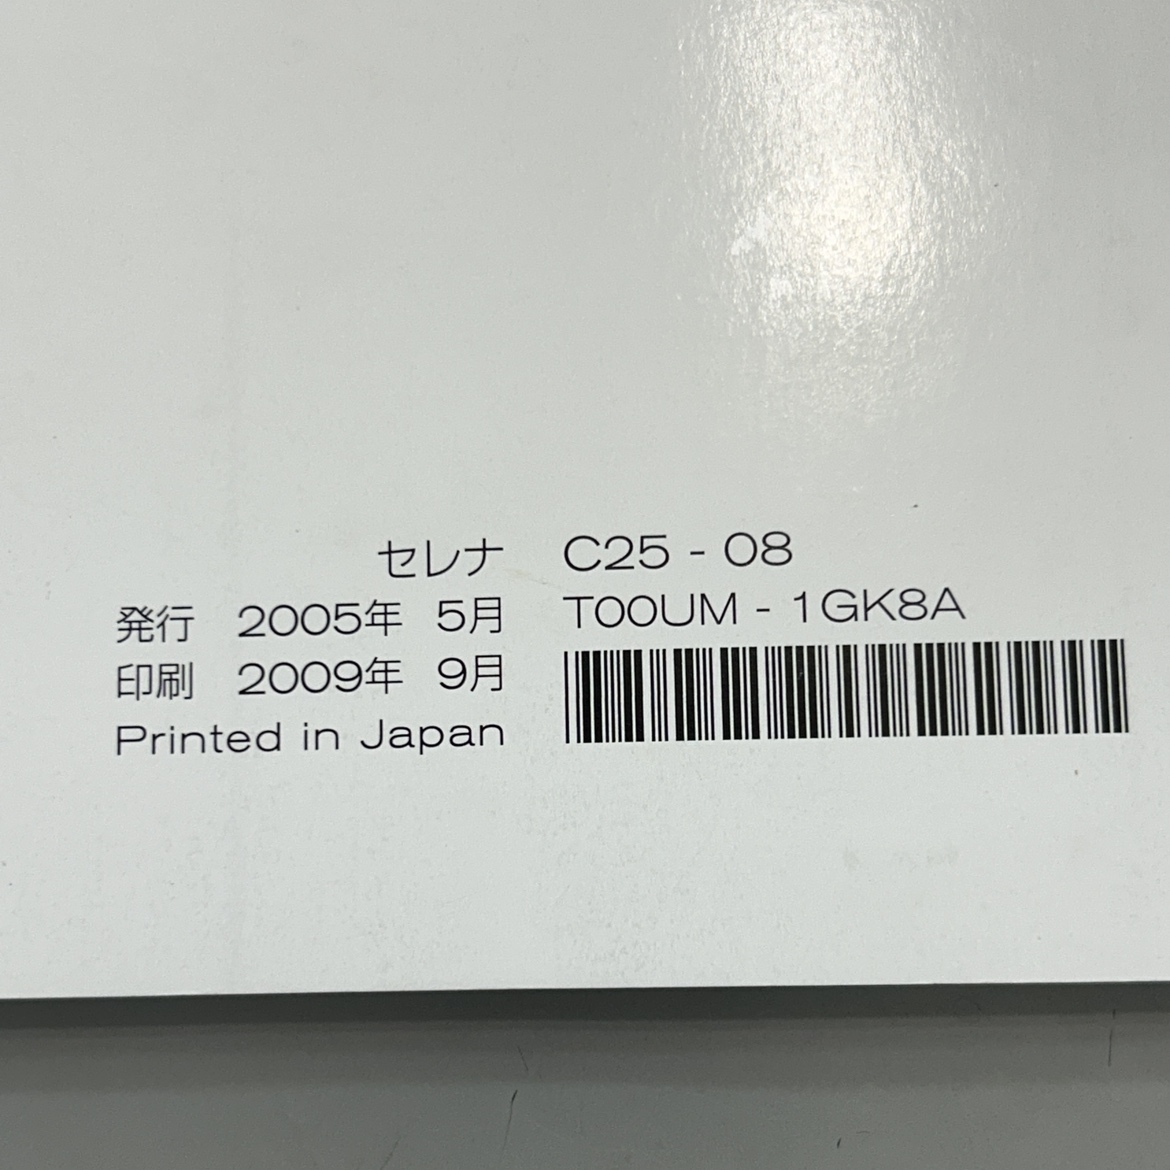 セレナ C25 - 08
発行 2005年 5月 T00UM - 1GK8A
印刷 2009年 9月
Printed in Japan